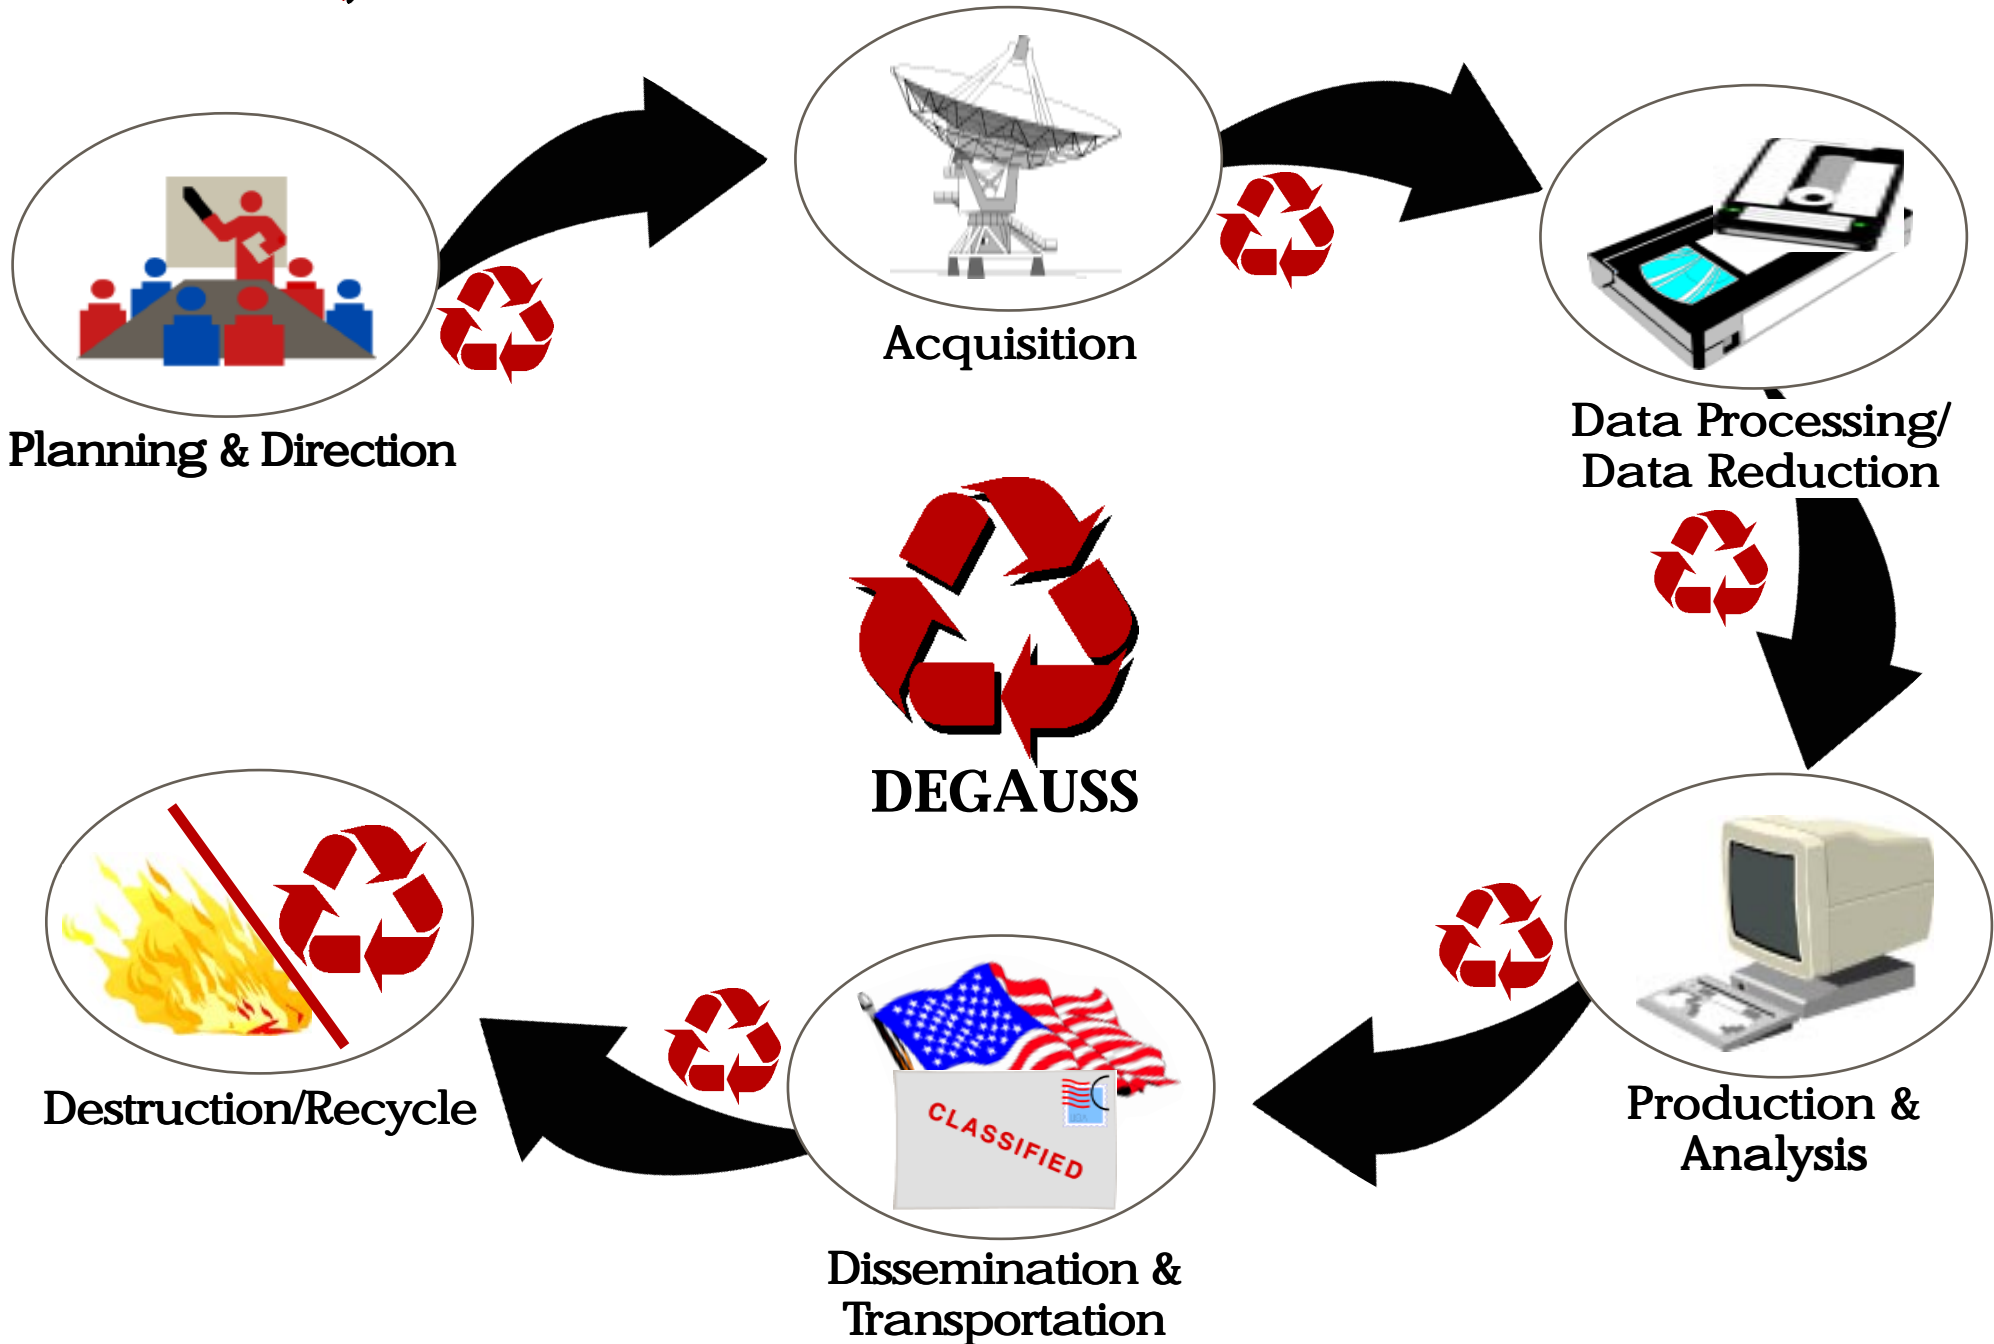 Planning & Direction
Acquisition
Data Processing/
Data Reduction
DEGAUSS
Production &
Analysis
CLASSIFIED
Dissemination &
Transportation
Destruction/Recycle